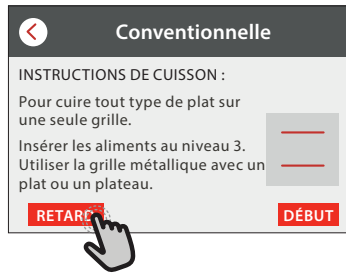 Conventionnelle
INSTRUCTIONS DE CUISSON :
Pour cuire tout type de plat sur
une seule grille.
Insérer les aliments au niveau 3.
Utiliser la grille métallique avec un
plat ou un plateau.
RETARD
DÉBUT